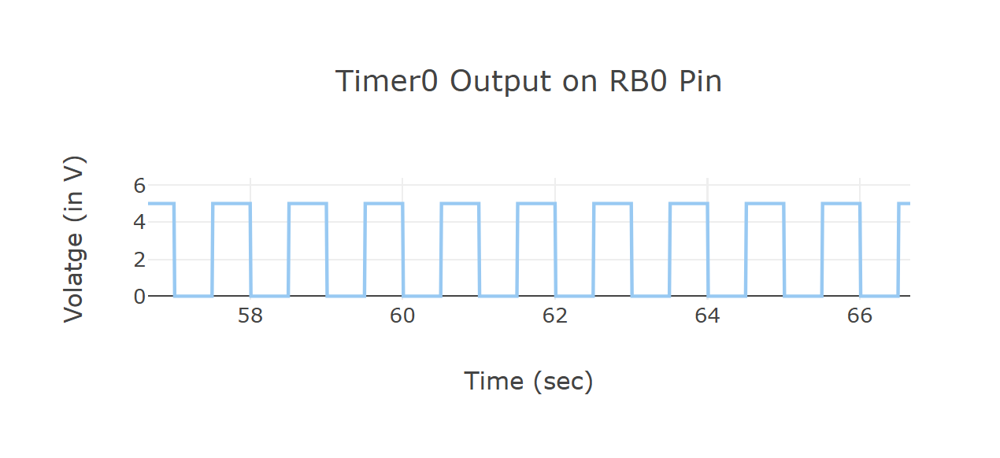 Timer0 Output on RB0 Pin
Volatge (in V)
6
4
2
0
58 60 62 64 66
Time (sec)